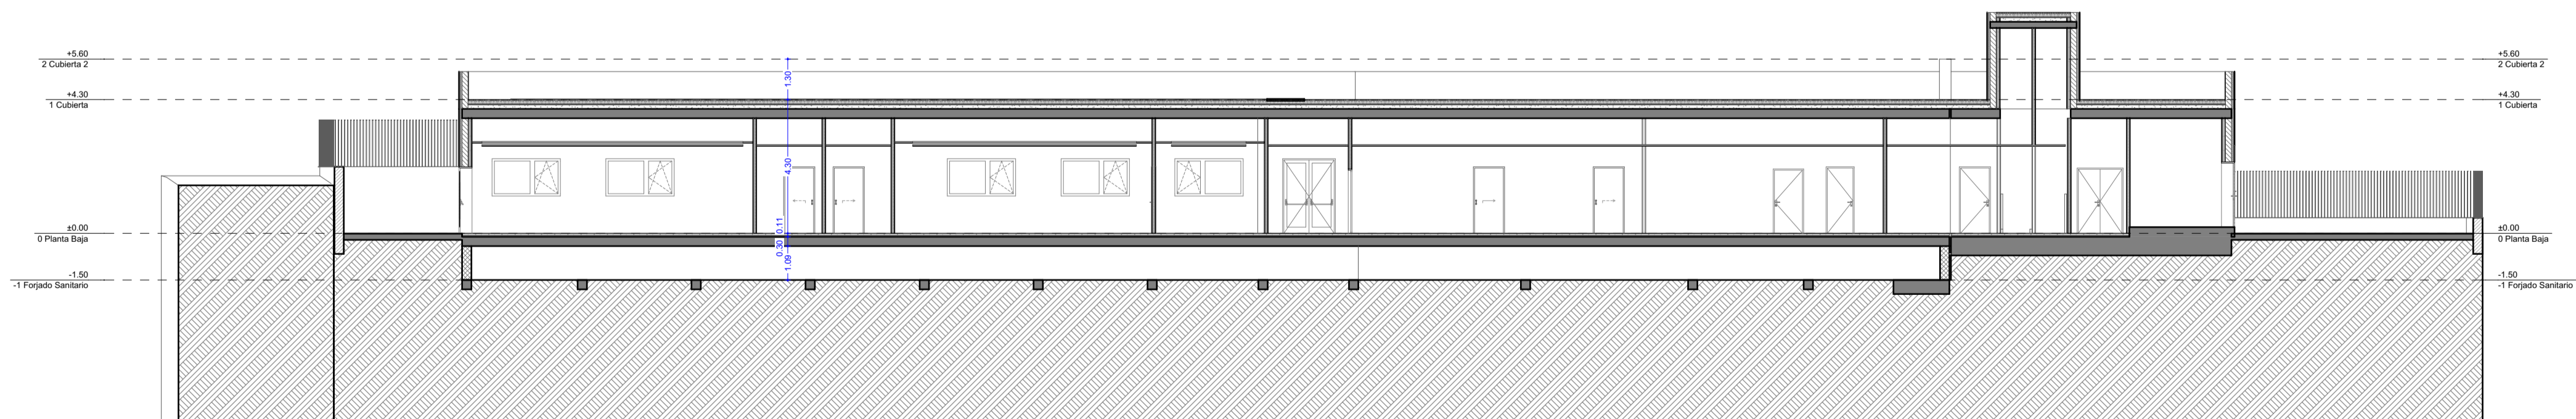 +5.60
2 Cubierta 2
+4.30
1 Cubierta
±0.00
0 Planta Baja
-1.50
-1 Forjado Sanitario
1.30
4.30
0.11
0.30
1.09
+5.60
2 Cubierta 2
+4.30
1 Cubierta
±0.00
0 Planta Baja
-1.50
-1 Forjado Sanitario